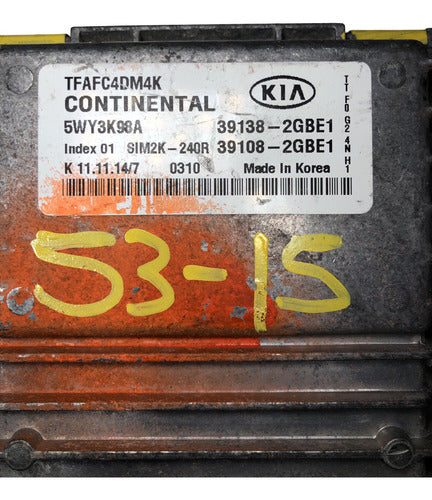 TFAFC4DM4K
CONTINENTAL
KIA
5WY3K98A 39138-2GBE1
Index 01 SIM2K-240R 39108-2GBE1
K 11.11.14/7 0310 Made In Korea
TTF0G24NH1
53-15